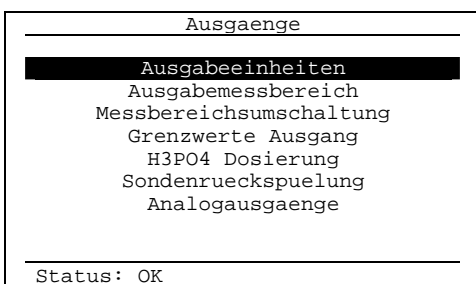 Ausgaenge
Ausgabeeinheiten
Ausgabemessbereich
Messbereichsumschaltung
Grenzwerte Ausgang
H3PO4 Dosierung
Sondenrueckspuelung
Analogausgaenge
Status: OK